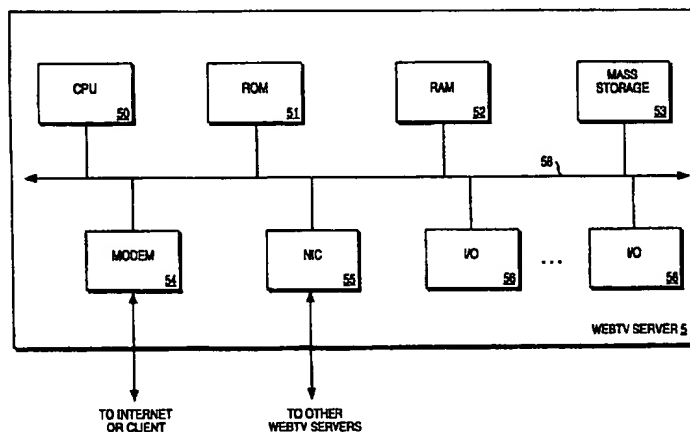 CPU
50
ROM
51
RAM
52
MASS
STORAGE
53
58
MODEM
54
NIC
55
I/O
56
...
I/O
56
WEBTV SERVER 5
TO INTERNET
OR CLIENT
TO OTHER
WEBTV SERVERS